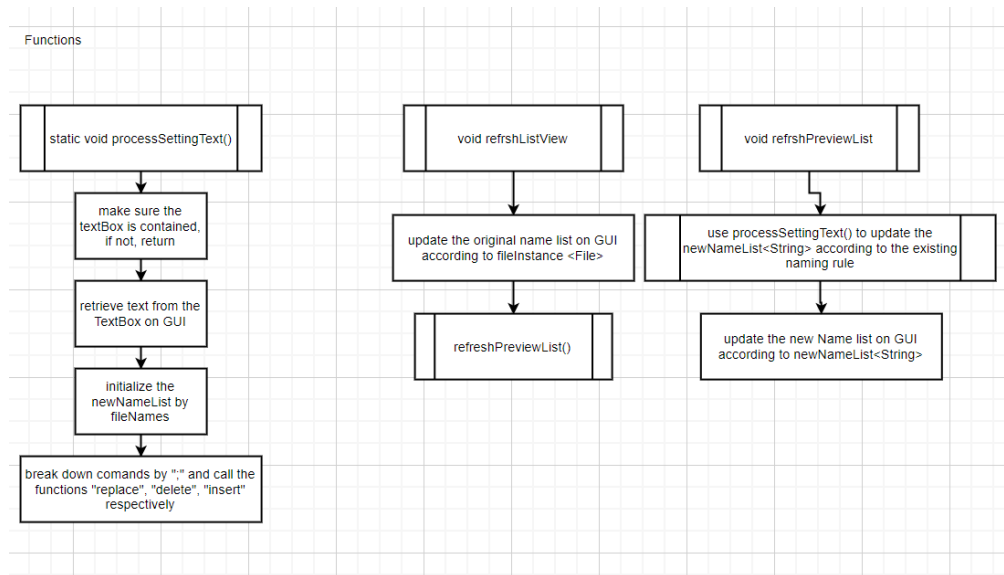 Functions
static void processSettingText()
make sure the
textBox is contained,
if not, return
retrieve text from the
TextBox on GUI
initialize the
newNameList by
fileNames
break down comands by ";" and call the
functions "replace", "delete", "insert"
respectively
void refrshListView
update the original name list on GUI
according to fileInstance <File>
refreshPreviewList()
void refrshPreviewList
use processSettingText() to update the
newNameList<String> according to the existing
naming rule
update the new Name list on GUI
according to newNameList<String>